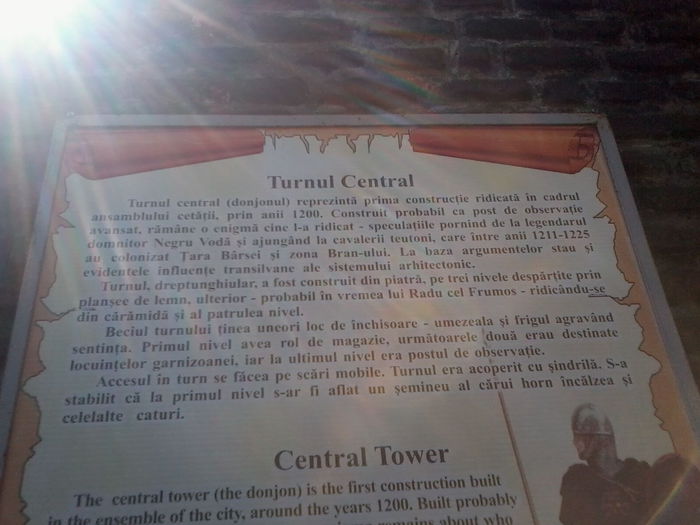 Turnul Central
Turnul central (donjonul) reprezintă prima construcție ridicată în cadrul
ansamblului cetății, prin anii 1200. Construit probabil ca post de observație
avansat, rămâne o enigmă cine l-a ridicat - speculațiile pornind de la legendarul
domnitor Negru Vodă și ajungând la cavalerii teutoni, care între anii 1211-1225
au colonizat Țara Bârsei și zona Bran-ului. La baza argumentelor stau și
evidentele influențe transilvane ale sistemului arhitectonic.
Turnul, dreptunghiular, a fost construit din piatră, pe trei nivele despărțite prin
planșee de lemn, ulterior - probabil în vremea lui Radu cel Frumos - ridicându-se
din cărămidă și al patrulea nivel.
Beciul turnului ținea uneori loc de închisoare - umezeala și frigul agravând
sentința. Primul nivel avea rol de magazie, următoarele două erau destinate
locuințelor garnizoanei, iar la ultimul nivel era postul de observație.
Accesul în turn se făcea pe scări mobile. Turnul era acoperit cu șindrilă. S-a
stabilit că la primul nivel s-ar fi aflat un șemineu al cărui horn încălzea și
celelalte caturi.
Central Tower
The central tower (the donjon) is the first construction built
in the ensemble of the city, around the years 1200. Built probably
remains about who